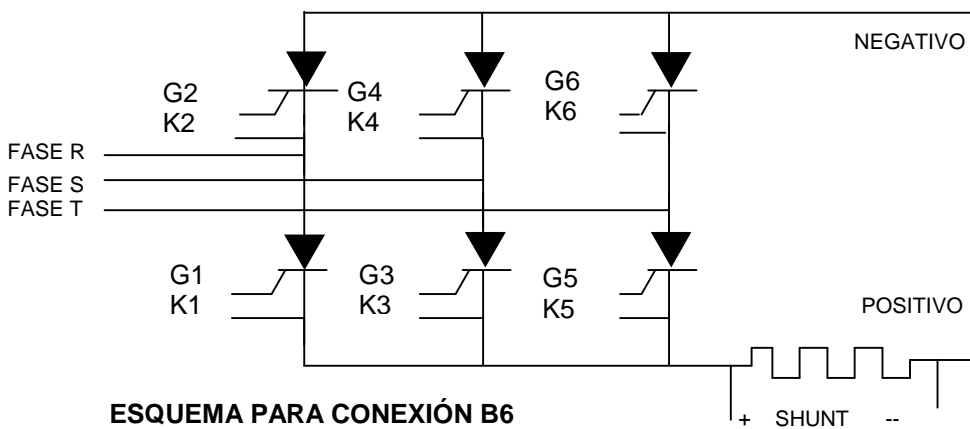 NEGATIVO
G2 G4 G6
K2 K4 K6
FASE R
FASE S
FASE T
G1 G3 G5
K1 K3 K5
POSITIVO
ESQUEMA PARA CONEXIÓN B6
+ SHUNT --